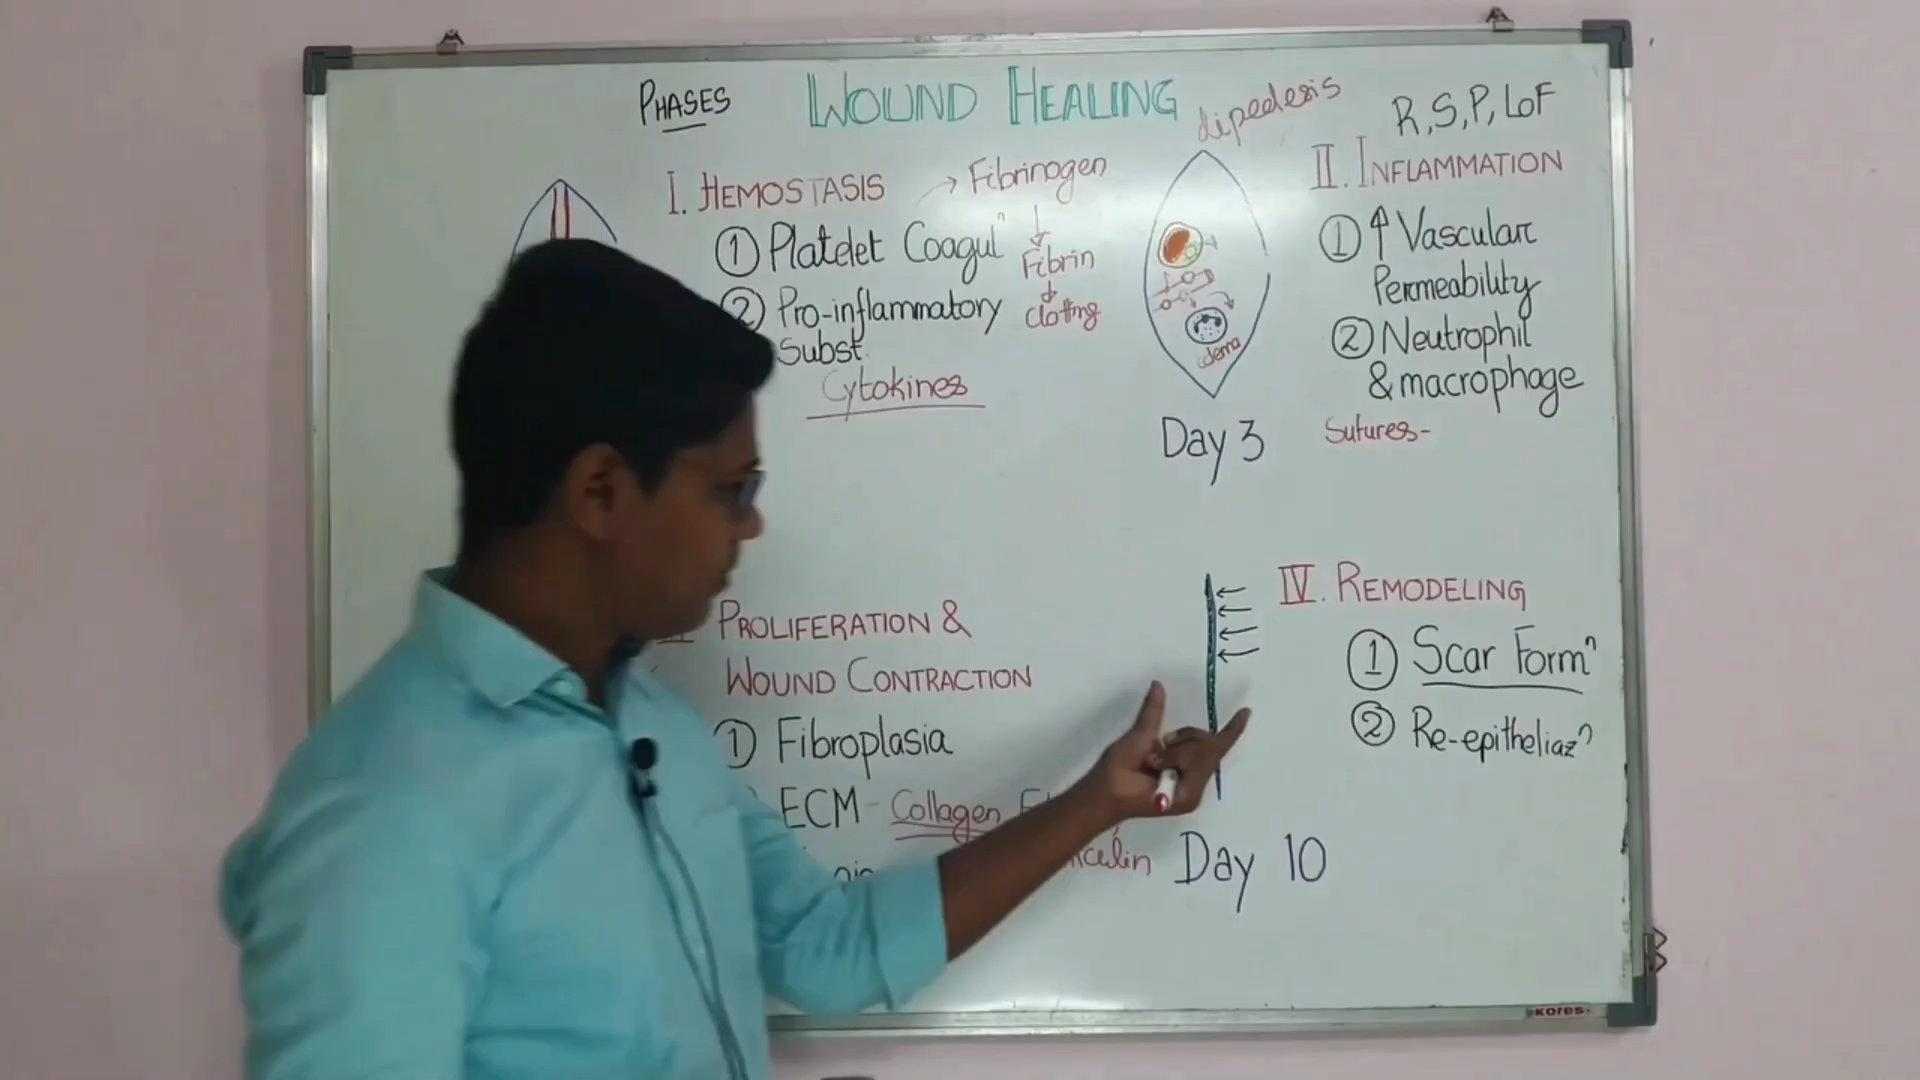 PHASES WOUND HEALING
dipedesis
R, S, P, LoF
I. HEMOSTASIS → Fibrinogen
① Platelet Coagulⁿ
↓
Fibrin
↓
clotting
② Pro-inflammatory
Subst.
Cytokines
edema
Day 3
II. INFLAMMATION
① ↑ Vascular
Permeability
② Neutrophil
& macrophage
Sutures-
PROLIFERATION &
WOUND CONTRACTION
① Fibroplasia
ECM - Collagen
Day 10
IV. REMODELING
① Scar Formⁿ
② Re-epitheliazⁿ
KORES